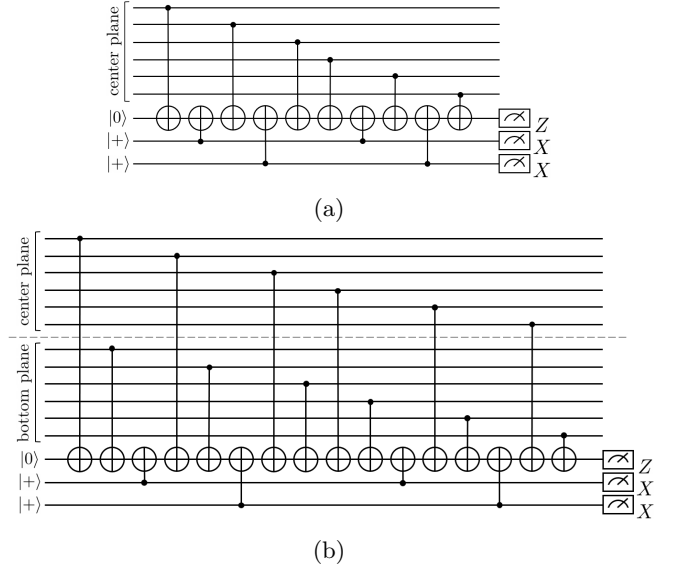 center plane
|0⟩
Z
|+⟩
X
|+⟩
X
(a)
center plane
bottom plane
|0⟩
Z
|+⟩
X
|+⟩
X
(b)